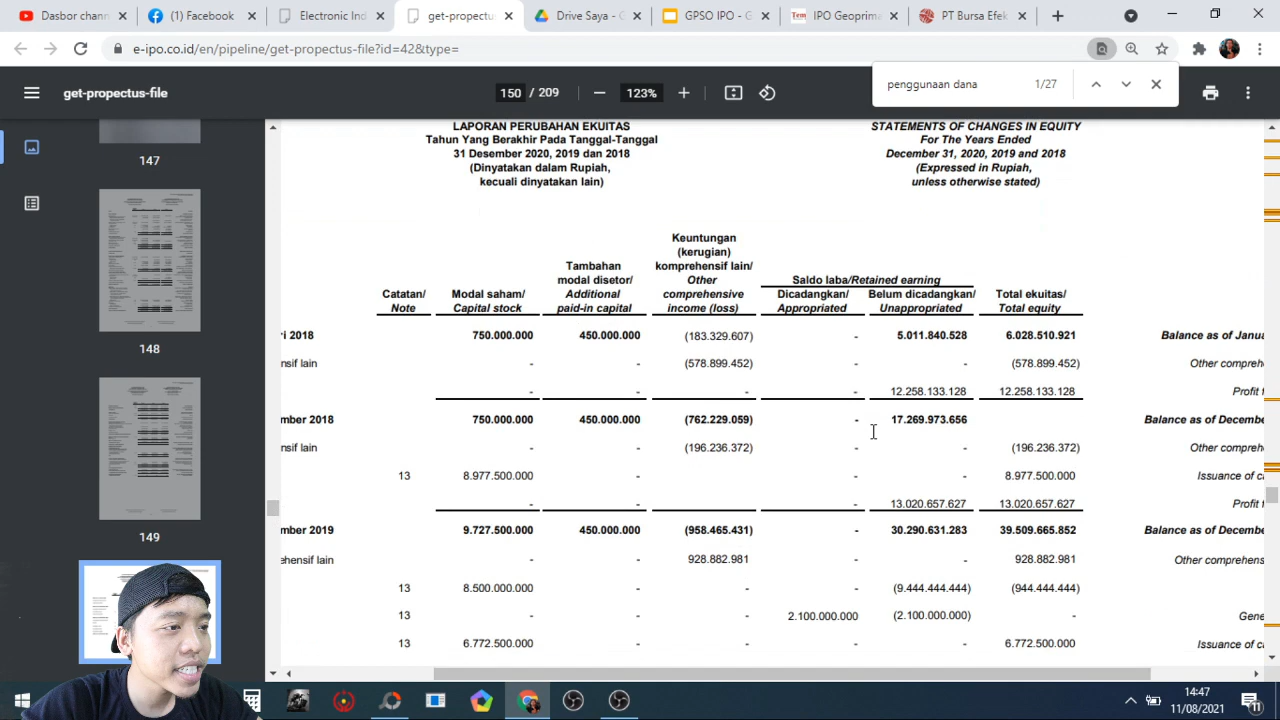 Dasbor chann
(1) Facebook
Electronic Ind
get-propectus
Drive Saya - G
GPSO IPO - G
IPO Geoprima
PT Bursa Efek
e-ipo.co.id/en/pipeline/get-propectus-file?id=42&type=
penggunaan dana 1/27
get-propectus-file
150 / 209
123%
147
148
149
LAPORAN PERUBAHAN EKUITAS
Tahun Yang Berakhir Pada Tanggal-Tanggal
31 Desember 2020, 2019 dan 2018
(Dinyatakan dalam Rupiah,
kecuali dinyatakan lain)
STATEMENTS OF CHANGES IN EQUITY
For The Years Ended
December 31, 2020, 2019 and 2018
(Expressed in Rupiah,
unless otherwise stated)
Catatan/
Note
Modal saham/
Capital stock
Tambahan
modal disetor/
Additional
paid-in capital
Keuntungan
(kerugian)
komprehensif lain/
Other
comprehensive
income (loss)
Saldo laba/Retained earning
Dicadangkan/
Appropriated
Belum dicadangkan/
Unappropriated
Total ekuitas/
Total equity
ri 2018 750.000.000 450.000.000 (183.329.607) - 5.011.840.528 6.028.510.921 Balance as of Janua
nsif lain - - (578.899.452) - - (578.899.452) Other compreh
- - - - 12.258.133.128 12.258.133.128 Profit f
mber 2018 750.000.000 450.000.000 (762.229.059) - 17.269.973.656 Balance as of Decembe
nsif lain - - (196.236.372) - - (196.236.372) Other compreh
13 8.977.500.000 - - - - 8.977.500.000 Issuance of c
- - - - 13.020.657.627 13.020.657.627 Profit f
mber 2019 9.727.500.000 450.000.000 (958.465.431) - 30.290.631.283 39.509.665.852 Balance as of Decembe
ehensif lain - - 928.882.981 - - 928.882.981 Other comprehens
13 8.500.000.000 - - - (9.444.444.444) (944.444.444)
13 - - - 2.100.000.000 (2.100.000.000) - Gene
13 6.772.500.000 - - - - 6.772.500.000 Issuance of ca
14:47
11/08/2021
11